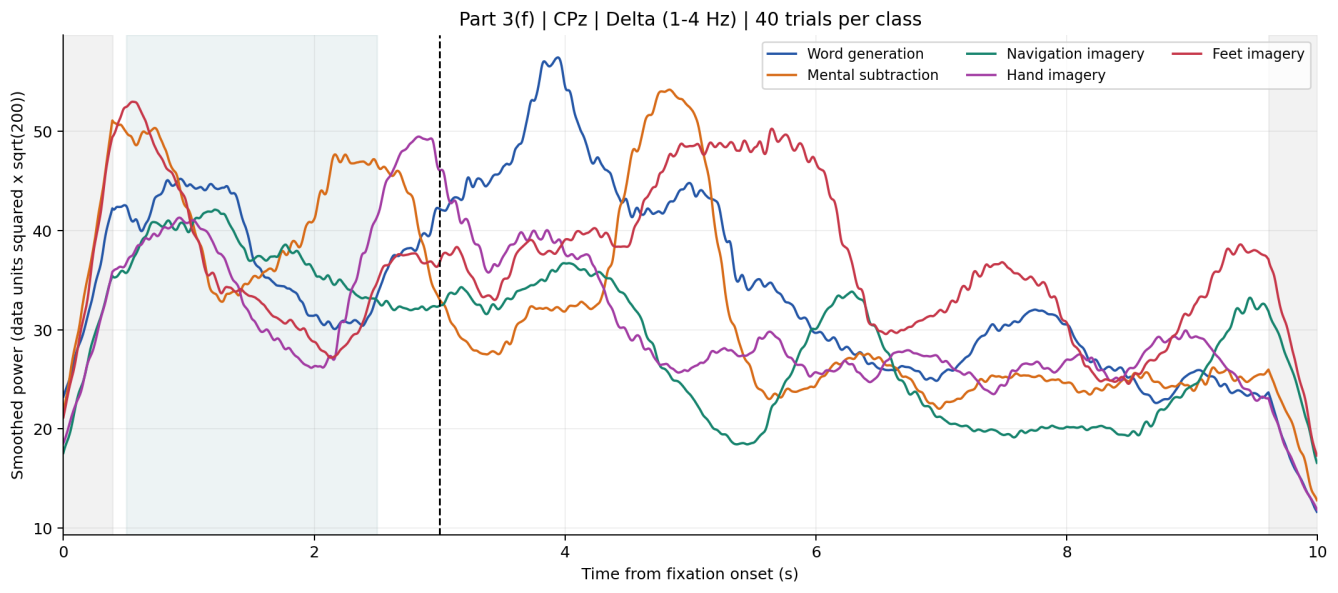 Part 3(f) | CPz | Delta (1-4 Hz) | 40 trials per class
Smoothed power (data units squared x sqrt(200))
50
40
30
20
10
Word generation
Mental subtraction
Navigation imagery
Hand imagery
Feet imagery
0 2 4 6 8 10
Time from fixation onset (s)